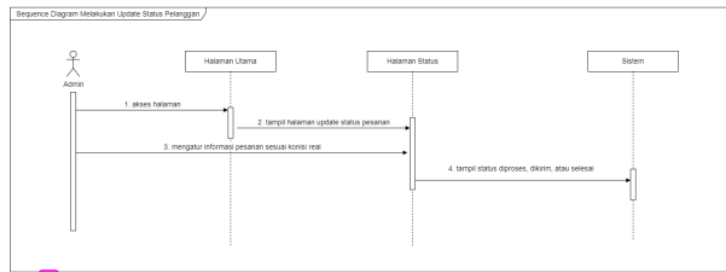 Sequence Diagram Melakukan Update Status Pelanggan
Halaman Utama
Halaman Status
Sistem
Admin
1. akses halaman
2. tampil halaman update status pesanan
3. mengatur informasi pesanan sesuai konisi real
4. tampil status diproses, dikirim, atau selesai